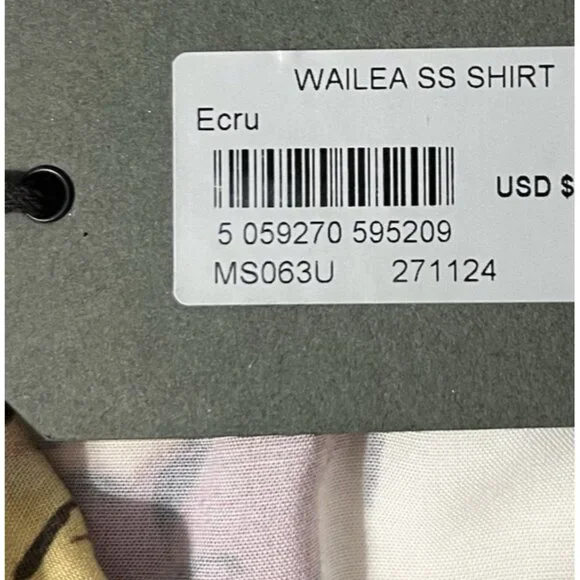 WAILEA SS SHIRT
Ecru
USD $
5 059270 595209
MS063U 271124